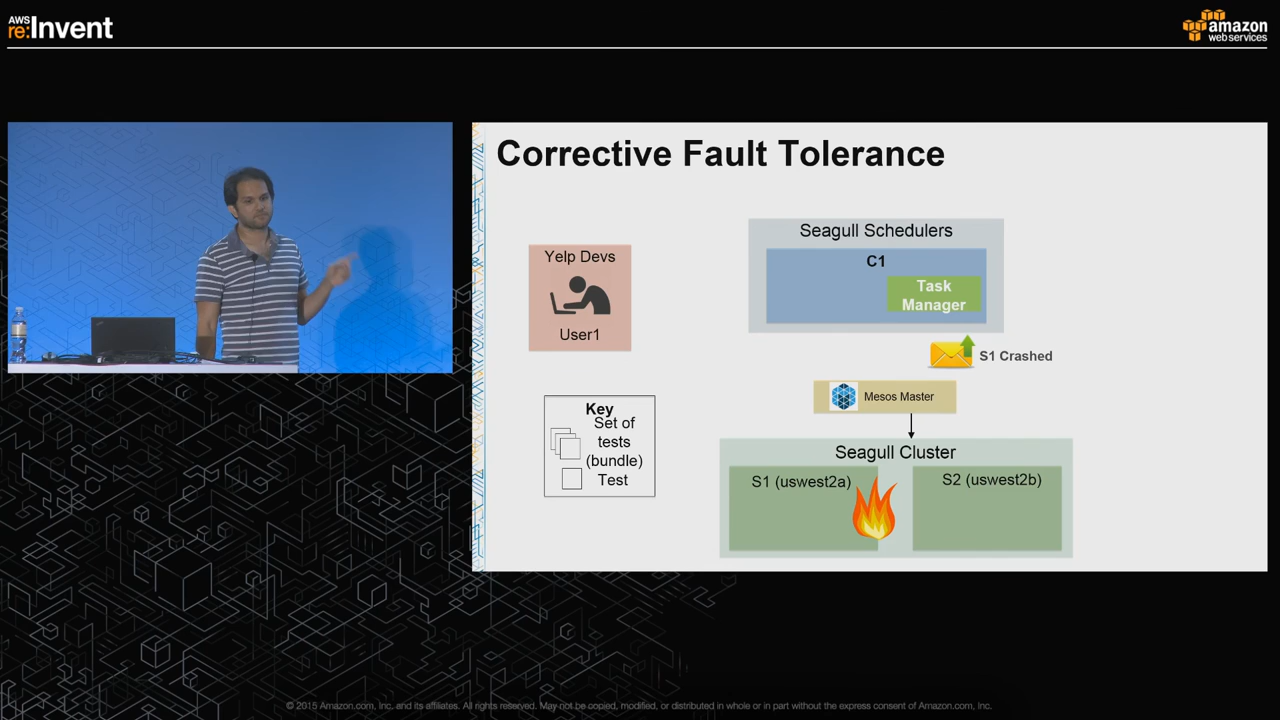 AWS
re:Invent
amazon
web services
Corrective Fault Tolerance
Yelp Devs
User1
Key
Set of
tests
(bundle)
Test
Seagull Schedulers
C1
Task
Manager
S1 Crashed
Mesos Master
Seagull Cluster
S1 (uswest2a)
S2 (uswest2b)
© 2015 Amazon.com, Inc. and its affiliates. All rights reserved. May not be copied, modified, or distributed in whole or in part without the express consent of Amazon.com, Inc.